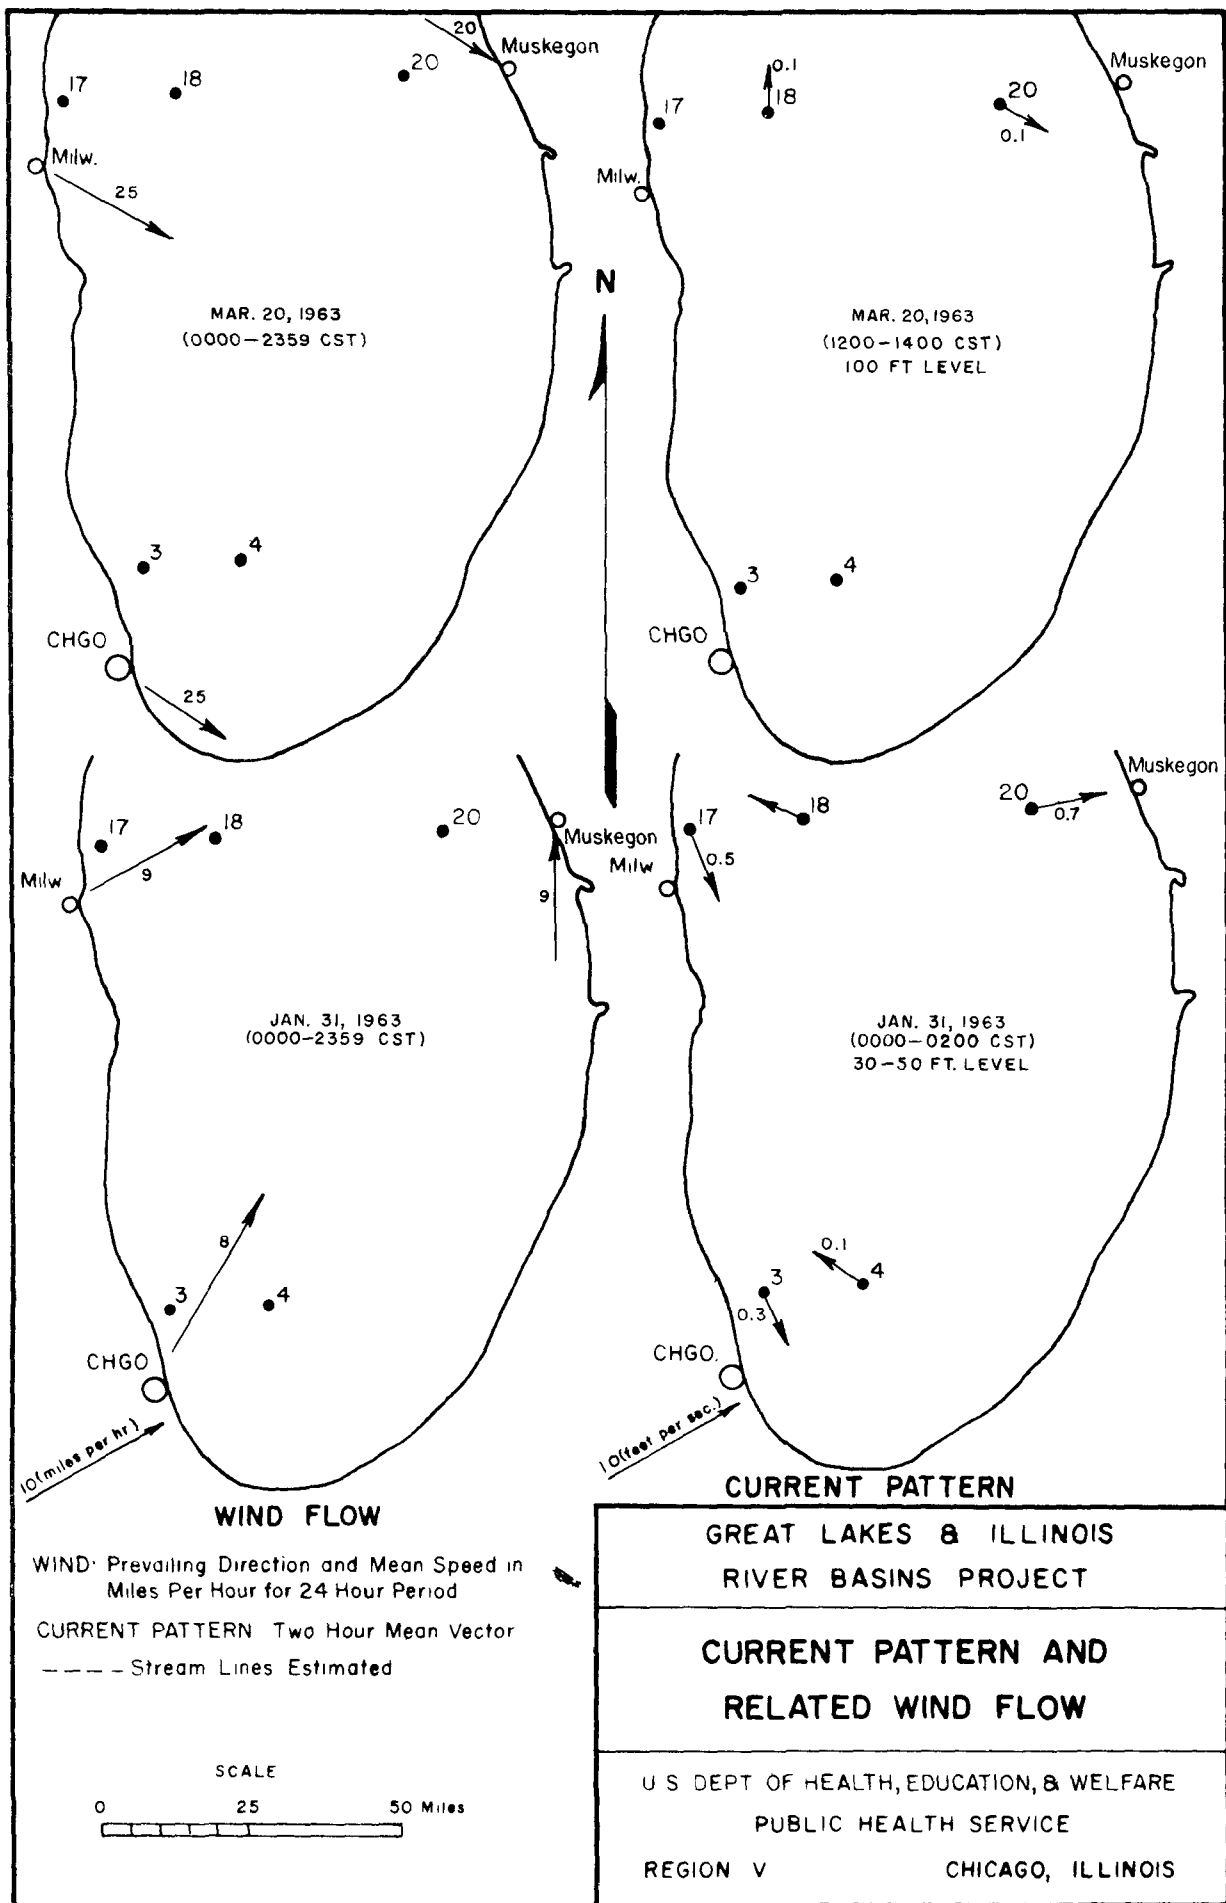 20
Muskegon
17
18
20
Milw.
25
MAR. 20, 1963
(0000-2359 CST)
3
4
CHGO
25
N
0.1
18
17
20
0.1
Muskegon
Milw.
MAR. 20, 1963
(1200-1400 CST)
100 FT LEVEL
3
4
CHGO
17
18
20
Muskegon
Milw
9
9
JAN. 31, 1963
(0000-2359 CST)
8
3
4
CHGO
10 (miles per hr)
WIND FLOW
17
18
20
0.7
Muskegon
Milw
0.5
JAN. 31, 1963
(0000-0200 CST)
30-50 FT. LEVEL
0.1
3
4
0.3
CHGO.
1.0 (feet per sec.)
CURRENT PATTERN
WIND: Prevailing Direction and Mean Speed in
Miles Per Hour for 24 Hour Period
CURRENT PATTERN Two Hour Mean Vector
---- Stream Lines Estimated
SCALE
0 25 50 Miles
GREAT LAKES & ILLINOIS
RIVER BASINS PROJECT
CURRENT PATTERN AND
RELATED WIND FLOW
U S DEPT OF HEALTH, EDUCATION, & WELFARE
PUBLIC HEALTH SERVICE
REGION V CHICAGO, ILLINOIS